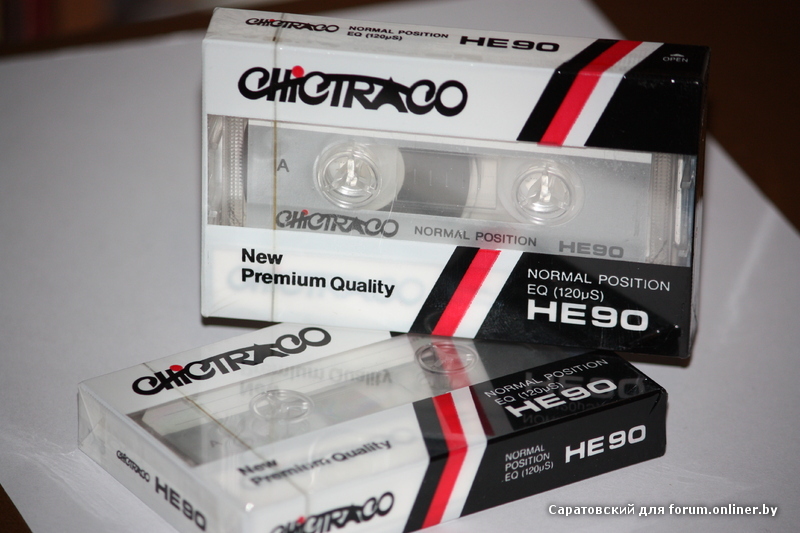 CHiCTRACO
NORMAL POSITION
EQ (120µS)
HE90
OPEN
CHiCTRACO
A
CHiCTRACO
NORMAL POSITION
HE90
New
Premium Quality
NORMAL POSITION
EQ (120µS)
HE90
CHiCTRACO
A
New
Premium Quality
NORMAL POSITION
EQ (120µS)
HE90
CHiCTRACO
HE90
CHiCTRACO
NORMAL
POSITION
EQ (120µS)
HE90
Саратовский для forum.onliner.by